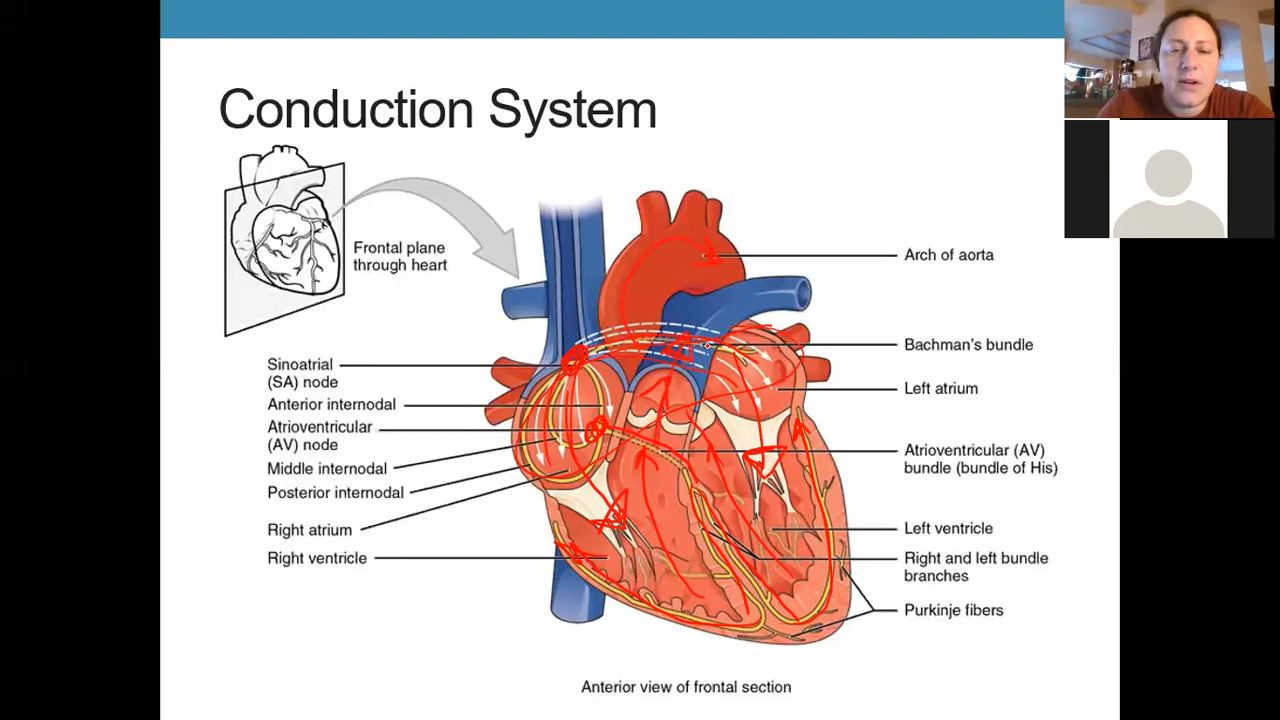 Conduction System
Frontal plane
through heart
Sinoatrial
(SA) node
Anterior internodal
Atrioventricular
(AV) node
Middle internodal
Posterior internodal
Right atrium
Right ventricle
Arch of aorta
Bachman's bundle
Left atrium
Atrioventricular (AV)
bundle (bundle of His)
Left ventricle
Right and left bundle
branches
Purkinje fibers
Anterior view of frontal section